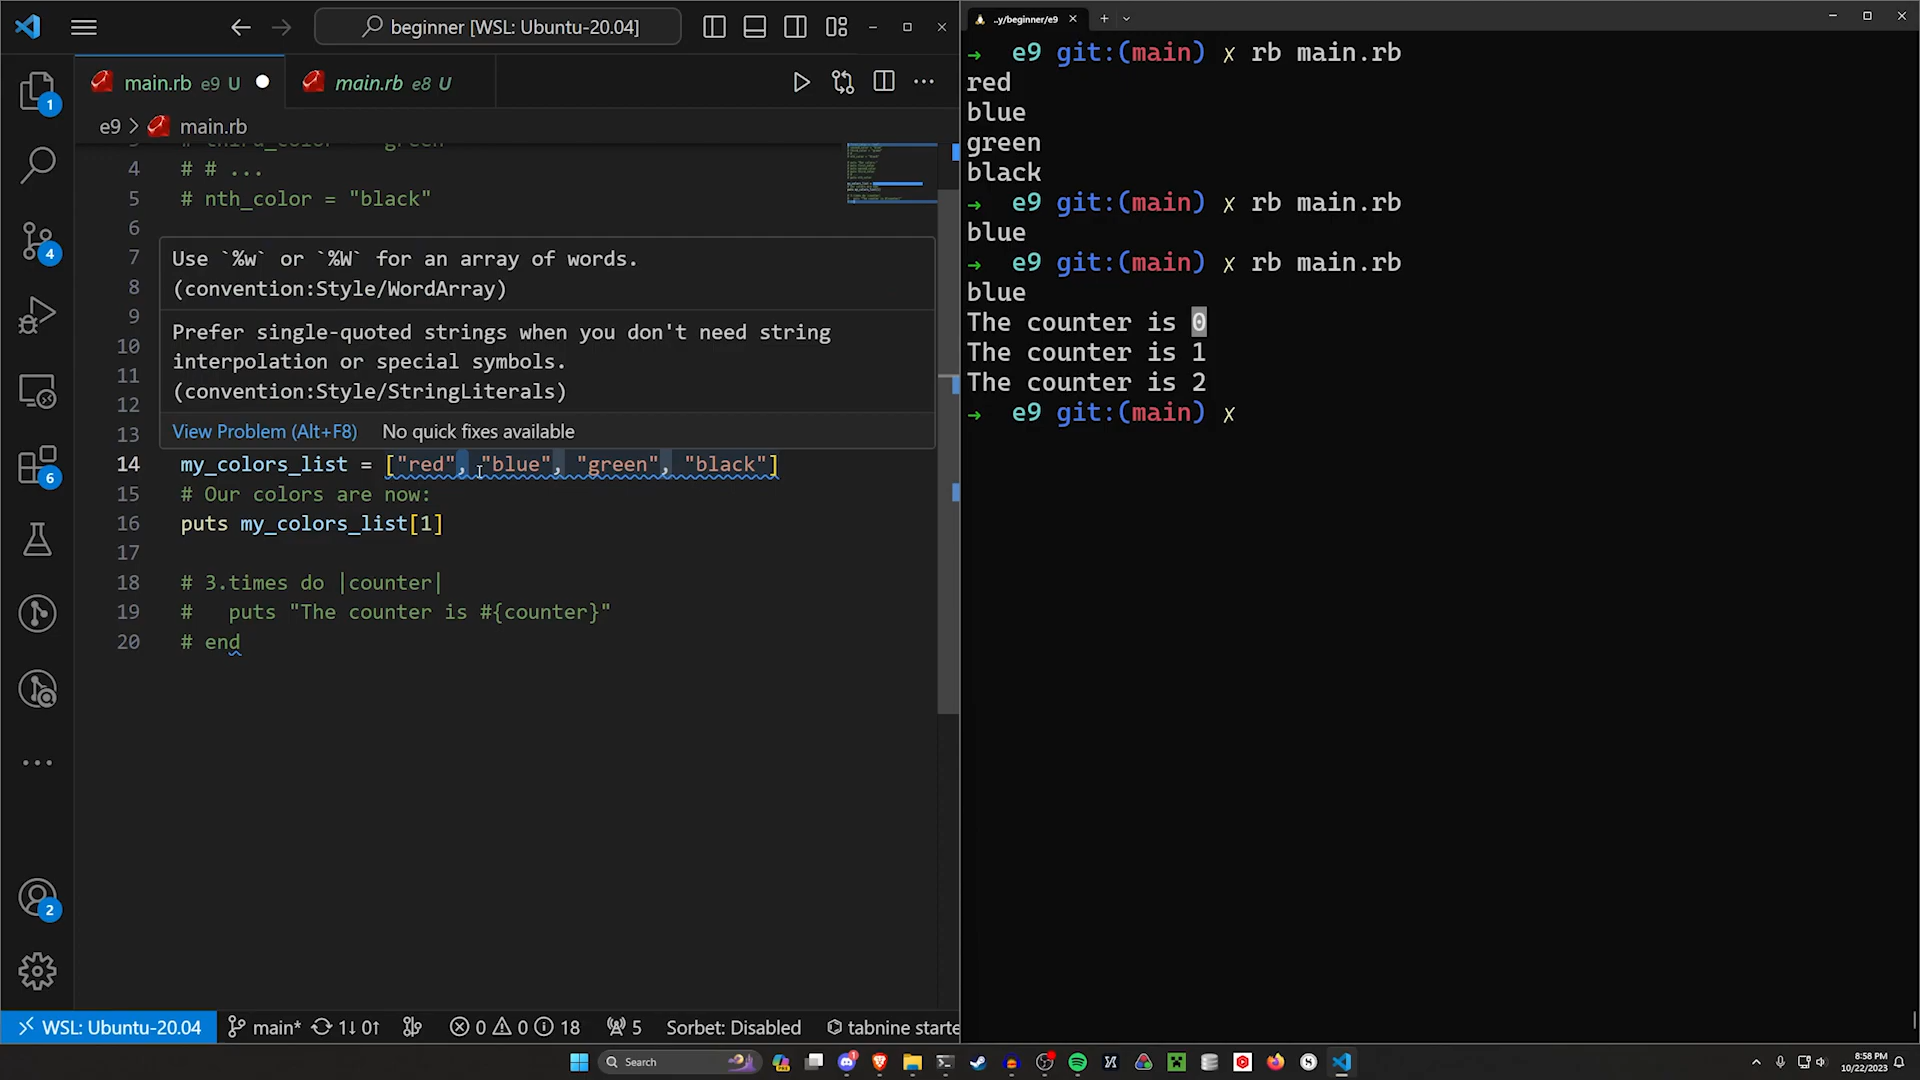 beginner [WSL: Ubuntu-20.04]
main.rb e9 U
main.rb e8 U
e9 > main.rb
4 # # ...
5 # nth_color = "black"
6
7
8
9
10
11
12
13
Use `%w` or `%W` for an array of words.
(convention:Style/WordArray)
Prefer single-quoted strings when you don't need string
interpolation or special symbols.
(convention:Style/StringLiterals)
View Problem (Alt+F8) No quick fixes available
14 my_colors_list = ["red", "blue", "green", "black"]
15 # Our colors are now:
16 puts my_colors_list[1]
17
18 # 3.times do |counter|
19 #   puts "The counter is #{counter}"
20 # end
1
4
6
2
WSL: Ubuntu-20.04 main* 1↓ 0↑ 0 0 18 5 Sorbet: Disabled tabnine starte
..y/beginner/e9
→ e9 git:(main) ✗ rb main.rb
red
blue
green
black
→ e9 git:(main) ✗ rb main.rb
blue
→ e9 git:(main) ✗ rb main.rb
blue
The counter is 0
The counter is 1
The counter is 2
→ e9 git:(main) ✗
Search
8:58 PM
10/22/2023